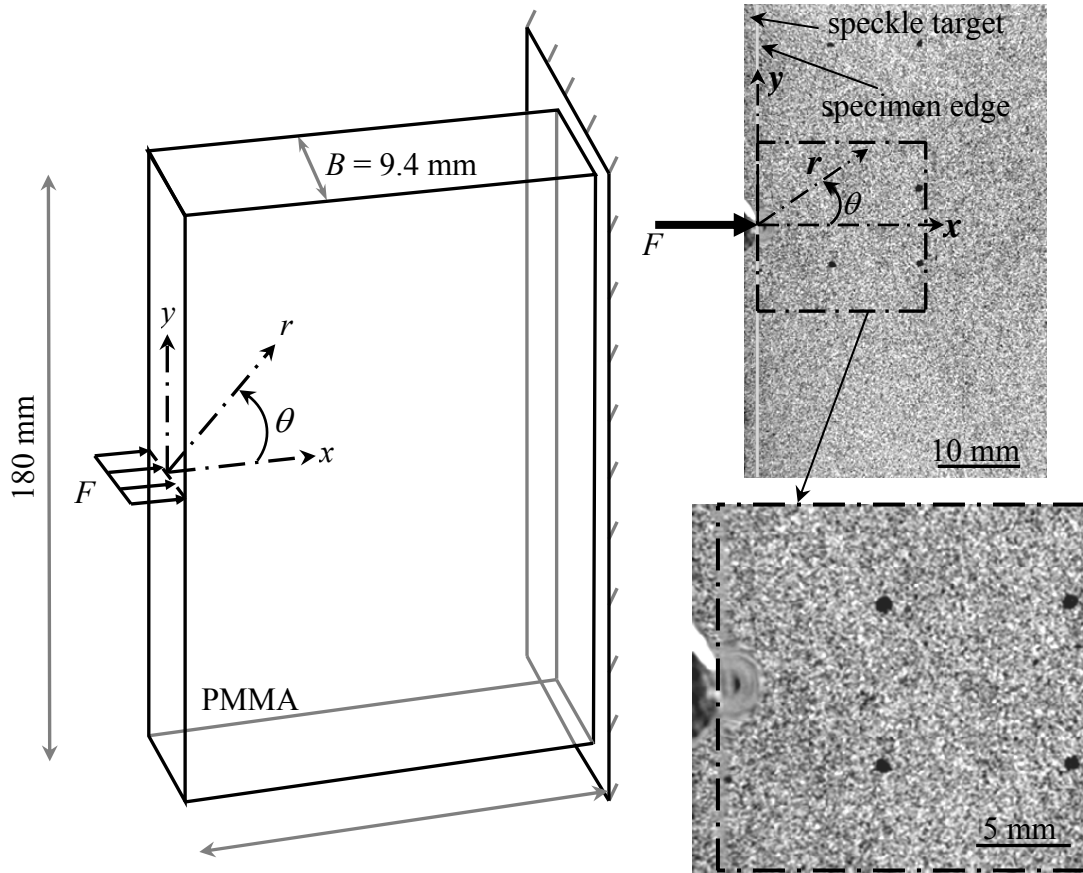 B = 9.4 mm
y
r
θ
x
F
180 mm
PMMA
speckle target
specimen edge
y
r
θ
x
F
10 mm
5 mm